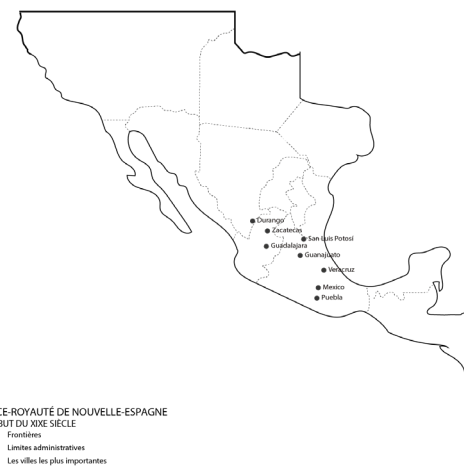 Durango
Zacatecas
San Luis Potosí
Guadalajara
Guanajuato
Veracruz
Mexico
Puebla
CE-ROYAUTÉ DE NOUVELLE-ESPAGNE
BUT DU XIXE SIÈCLE
Frontières
Limites administratives
Les villes les plus importantes